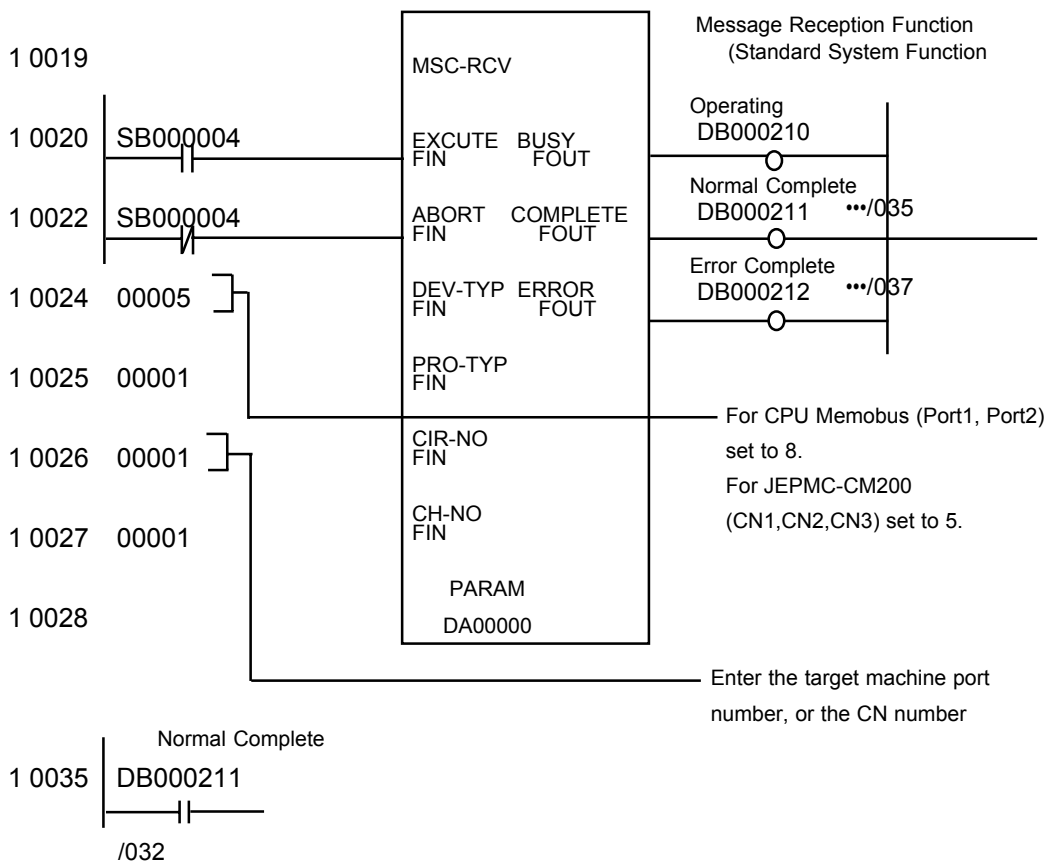 Message Reception Function
(Standard System Function
1 0019
MSC-RCV
Operating
1 0020 SB000004 EXCUTE BUSY DB000210
FIN FOUT
Normal Complete
1 0022 SB000004 ABORT COMPLETE DB000211 •••/035
FIN FOUT
Error Complete
1 0024 00005 DEV-TYP ERROR DB000212 •••/037
FIN FOUT
1 0025 00001 PRO-TYP
FIN
For CPU Memobus (Port1, Port2)
set to 8.
For JEPMC-CM200
(CN1,CN2,CN3) set to 5.
1 0026 00001 CIR-NO
FIN
1 0027 00001 CH-NO
FIN
PARAM
1 0028 DA00000
Enter the target machine port
number, or the CN number
Normal Complete
1 0035 DB000211
/032